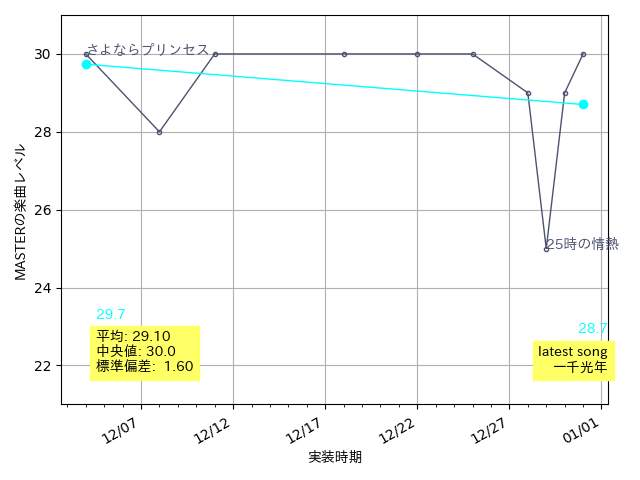 30
28
26
24
22
MASTERの楽曲レベル
さよならプリンセス
25時の情熱
29.7
平均: 29.10
中央値: 30.0
標準偏差: 1.60
28.7
latest song
一千光年
12/07
12/12
12/17
12/22
12/27
01/01
実装時期